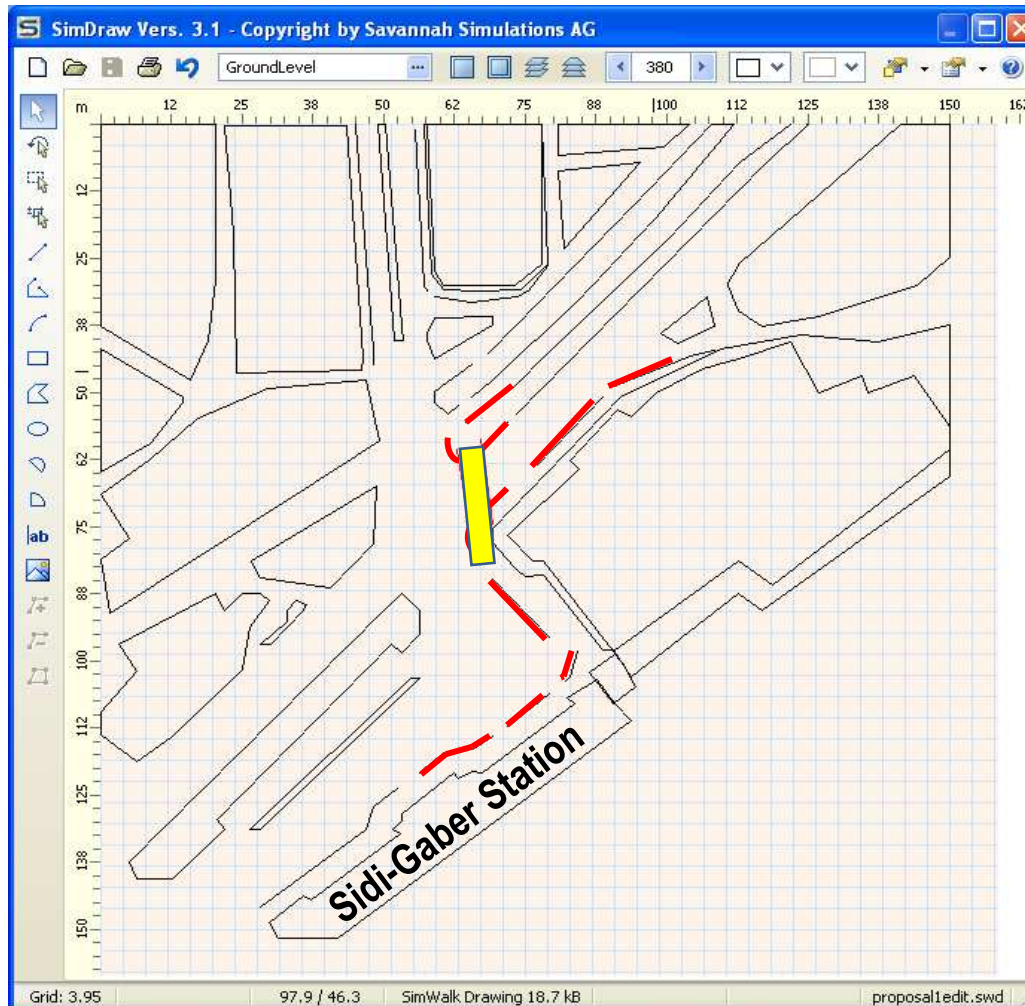 SimDraw Vers. 3.1 - Copyright by Savannah Simulations AG
GroundLevel ... 380
m 12 25 38 50 62 75 88 100 112 125 138 150 162
12
25
38
50
62
75
88
100
112
125
138
150
ab
Sidi-Gaber Station
Grid: 3.95 97.9 / 46.3 SimWalk Drawing 18.7 kB proposal1edit.swd